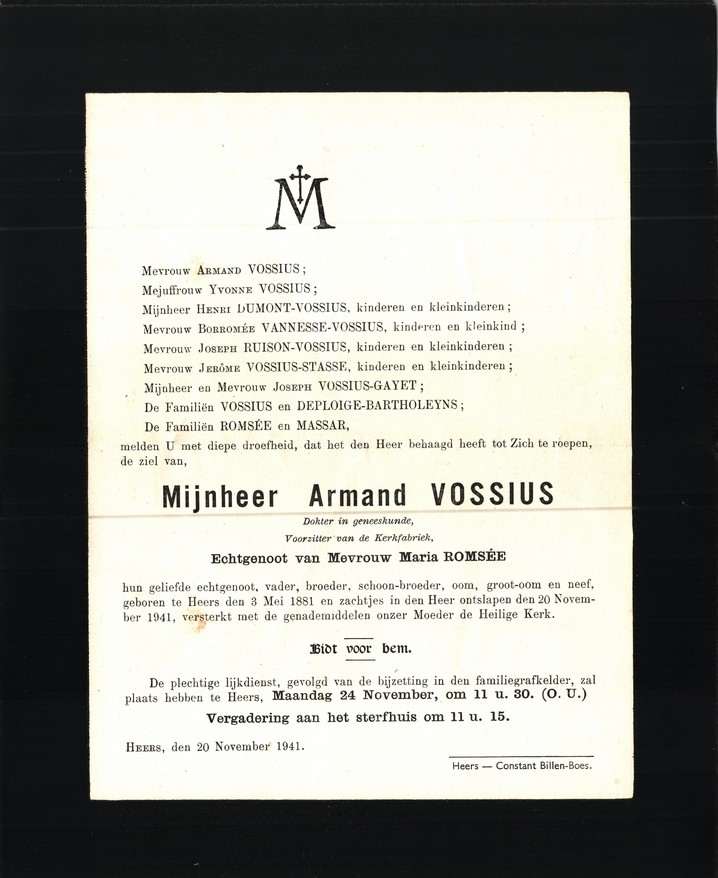 M
Mevrouw Armand VOSSIUS ;
Mejuffrouw Yvonne VOSSIUS ;
Mijnheer Henri DUMONT-VOSSIUS, kinderen en kleinkinderen ;
Mevrouw Borromée VANNESSE-VOSSIUS, kinderen en kleinkind ;
Mevrouw Joseph RUISON-VOSSIUS, kinderen en kleinkinderen ;
Mevrouw Jerôme VOSSIUS-STASSE, kinderen en kleinkinderen ;
Mijnheer en Mevrouw Joseph VOSSIUS-GAYET ;
De Familiën VOSSIUS en DEPLOIGE-BARTHOLEYNS ;
De Familiën ROMSÉE en MASSAR,
melden U met diepe droefheid, dat het den Heer behaagd heeft tot Zich te roepen,
de ziel van,
Mijnheer Armand VOSSIUS
Dokter in geneeskunde,
Voorzitter van de Kerkfabriek,
Echtgenoot van Mevrouw Maria ROMSÉE
hun geliefde echtgenoot, vader, broeder, schoon-broeder, oom, groot-oom en neef,
geboren te Heers den 3 Mei 1881 en zachtjes in den Heer ontslapen den 20 Novem-
ber 1941, versterkt met de genademiddelen onzer Moeder de Heilige Kerk.
Bidt voor hem.
De plechtige lijkdienst, gevolgd van de bijzetting in den familiegrafkelder, zal
plaats hebben te Heers, Maandag 24 November, om 11 u. 30. (O. U.)
Vergadering aan het sterfhuis om 11 u. 15.
Heers, den 20 November 1941.
Heers — Constant Billen-Boes.